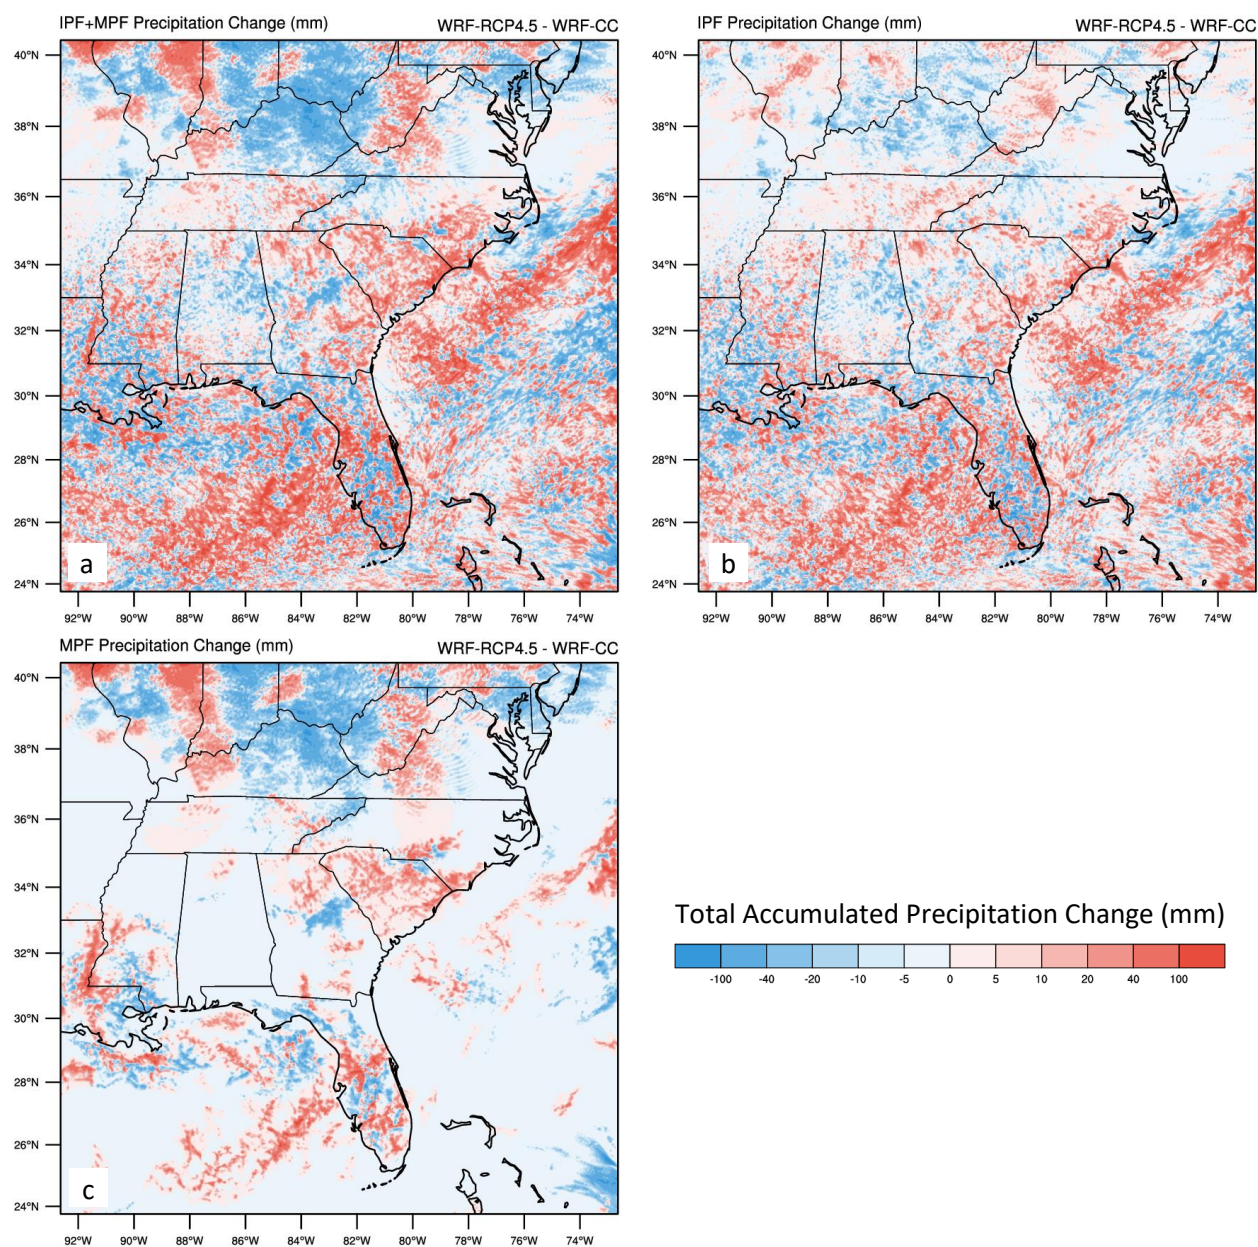 IPF+MPF Precipitation Change (mm) WRF-RCP4.5 - WRF-CC
40°N
38°N
36°N
34°N
32°N
30°N
28°N
26°N
24°N
a
92°W 90°W 88°W 86°W 84°W 82°W 80°W 78°W 76°W 74°W
IPF Precipitation Change (mm) WRF-RCP4.5 - WRF-CC
40°N
38°N
36°N
34°N
32°N
30°N
28°N
26°N
24°N
b
92°W 90°W 88°W 86°W 84°W 82°W 80°W 78°W 76°W 74°W
MPF Precipitation Change (mm) WRF-RCP4.5 - WRF-CC
40°N
38°N
36°N
34°N
32°N
30°N
28°N
26°N
24°N
c
92°W 90°W 88°W 86°W 84°W 82°W 80°W 78°W 76°W 74°W
Total Accumulated Precipitation Change (mm)
-100 -40 -20 -10 -5 0 5 10 20 40 100